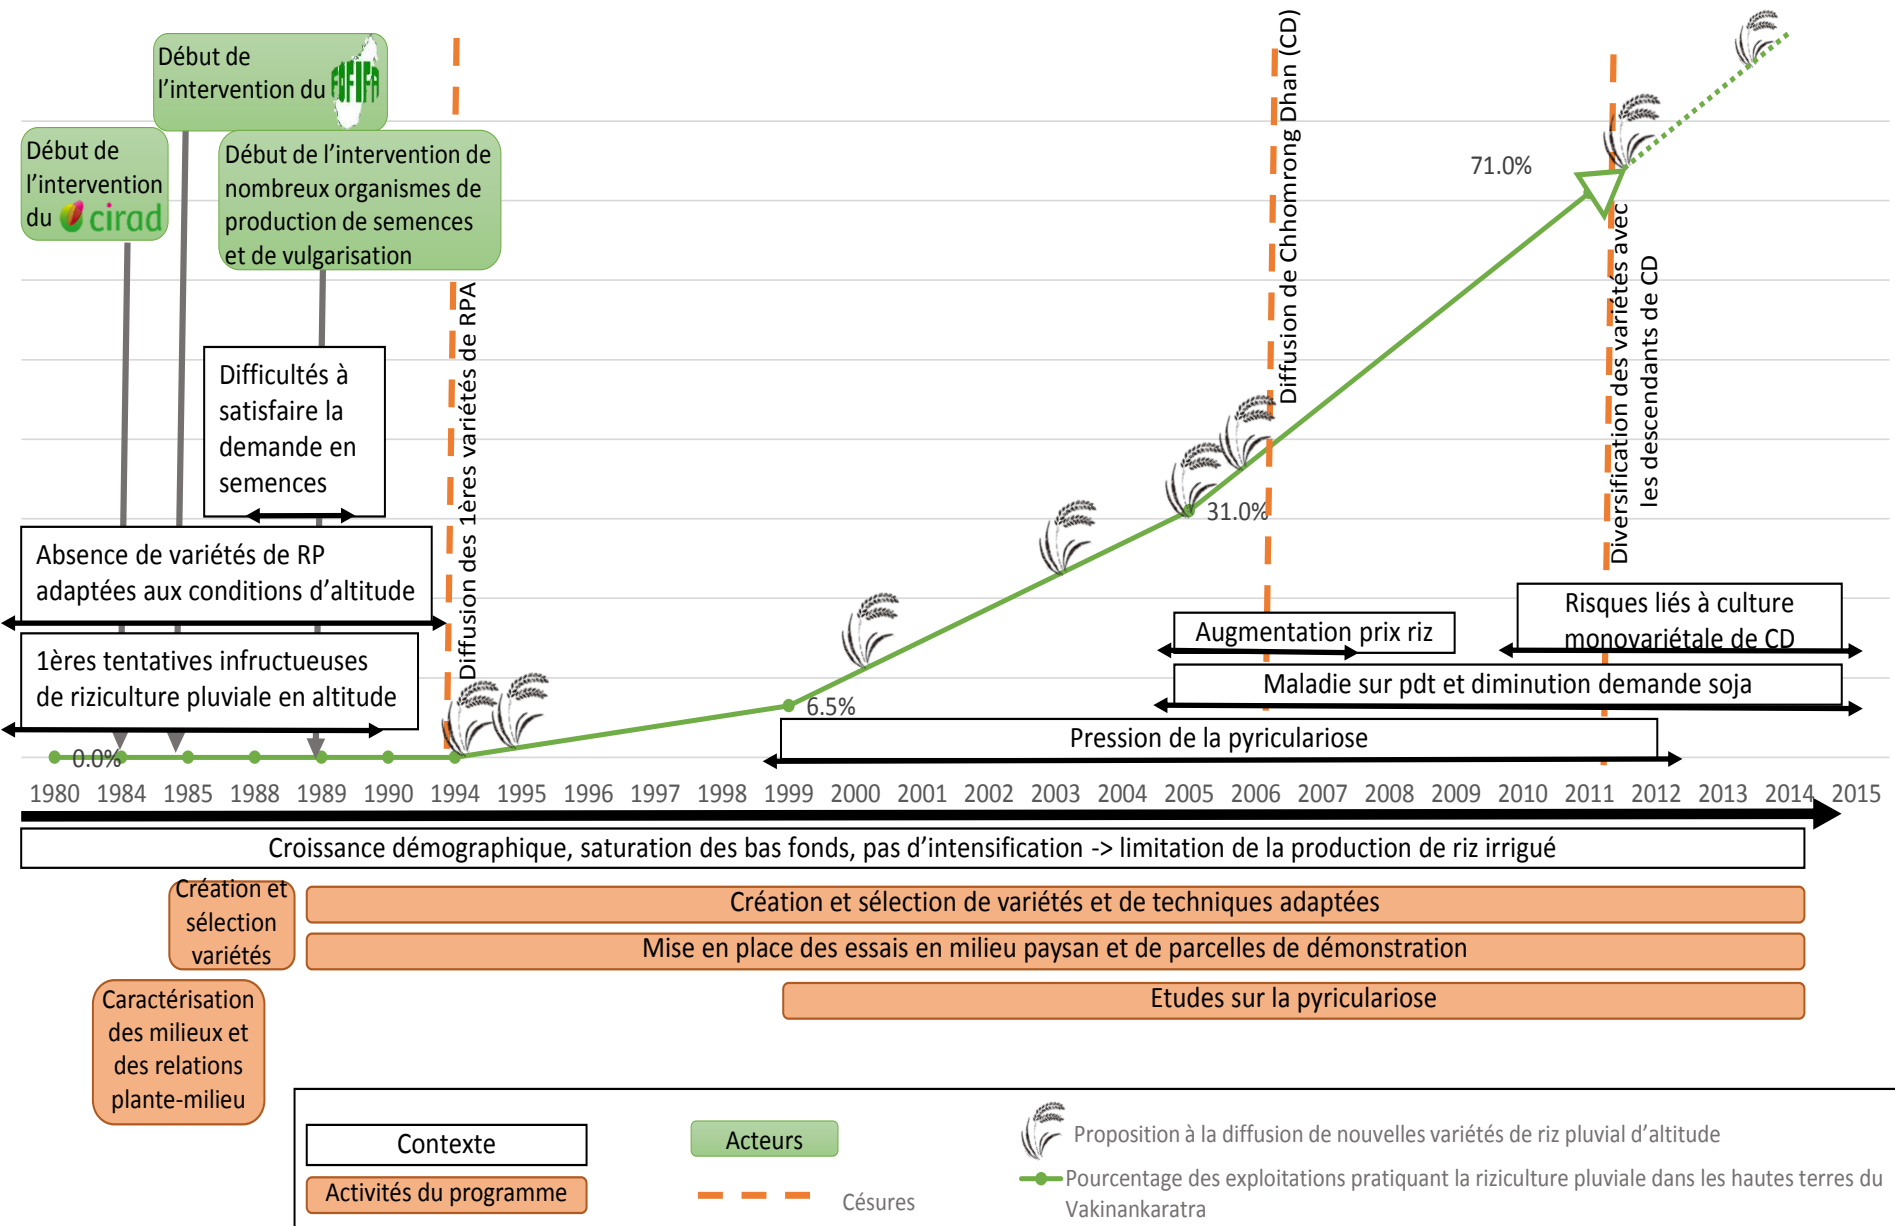 Début de
l'intervention du FOFIFA
Début de
l'intervention
du cirad
Début de l'intervention de
nombreux organismes de
production de semences
et de vulgarisation
Difficultés à
satisfaire la
demande en
semences
Absence de variétés de RP
adaptées aux conditions d'altitude
1ères tentatives infructueuses
de riziculture pluviale en altitude
Diffusion des 1ères variétés de RPA
Diffusion de Chhomrong Dhan (CD)
Diversification des variétés avec
les descendants de CD
71.0%
31.0%
6.5%
0.0%
Augmentation prix riz
Risques liés à culture
monovariétale de CD
Maladie sur pdt et diminution demande soja
Pression de la pyriculariose
1980 1984 1985 1988 1989 1990 1994 1995 1996 1997 1998 1999 2000 2001 2002 2003 2004 2005 2006 2007 2008 2009 2010 2011 2012 2013 2014 2015
Croissance démographique, saturation des bas fonds, pas d'intensification -> limitation de la production de riz irrigué
Création et
sélection
variétés
Création et sélection de variétés et de techniques adaptées
Mise en place des essais en milieu paysan et de parcelles de démonstration
Etudes sur la pyriculariose
Caractérisation
des milieux et
des relations
plante-milieu
Contexte
Activités du programme
Acteurs
Césures
Proposition à la diffusion de nouvelles variétés de riz pluvial d'altitude
Pourcentage des exploitations pratiquant la riziculture pluviale dans les hautes terres du
Vakinankaratra